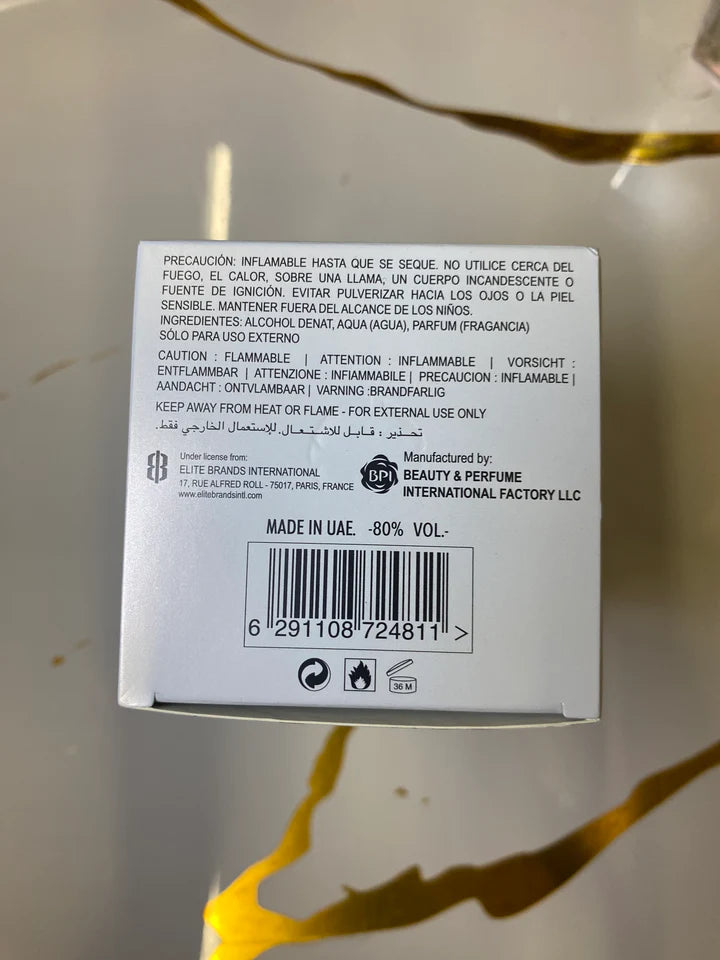 PRECAUCIÓN: INFLAMABLE HASTA QUE SE SEQUE. NO UTILICE CERCA DEL
FUEGO, EL CALOR, SOBRE UNA LLAMA, UN CUERPO INCANDESCENTE O
FUENTE DE IGNICIÓN. EVITAR PULVERIZAR HACIA LOS OJOS O LA PIEL
SENSIBLE. MANTENER FUERA DEL ALCANCE DE LOS NIÑOS.
INGREDIENTES: ALCOHOL DENAT, AQUA (AGUA), PARFUM (FRAGANCIA)
SÓLO PARA USO EXTERNO
CAUTION : FLAMMABLE | ATTENTION : INFLAMMABLE | VORSICHT :
ENTFLAMMBAR | ATTENZIONE : INFIAMMABILE | PRECAUCION : INFLAMABLE |
AANDACHT : ONTVLAMBAAR | VARNING :BRANDFARLIG
KEEP AWAY FROM HEAT OR FLAME - FOR EXTERNAL USE ONLY
تحذير : قابل للاشتعال. للإستعمال الخارجي فقط.
Under license from:
ELITE BRANDS INTERNATIONAL
17, RUE ALFRED ROLL - 75017, PARIS, FRANCE
www.elitebrandsintl.com
BPI
Manufactured by:
BEAUTY & PERFUME
INTERNATIONAL FACTORY LLC
MADE IN UAE. -80% VOL.-
6 291108 724811 >
36 M